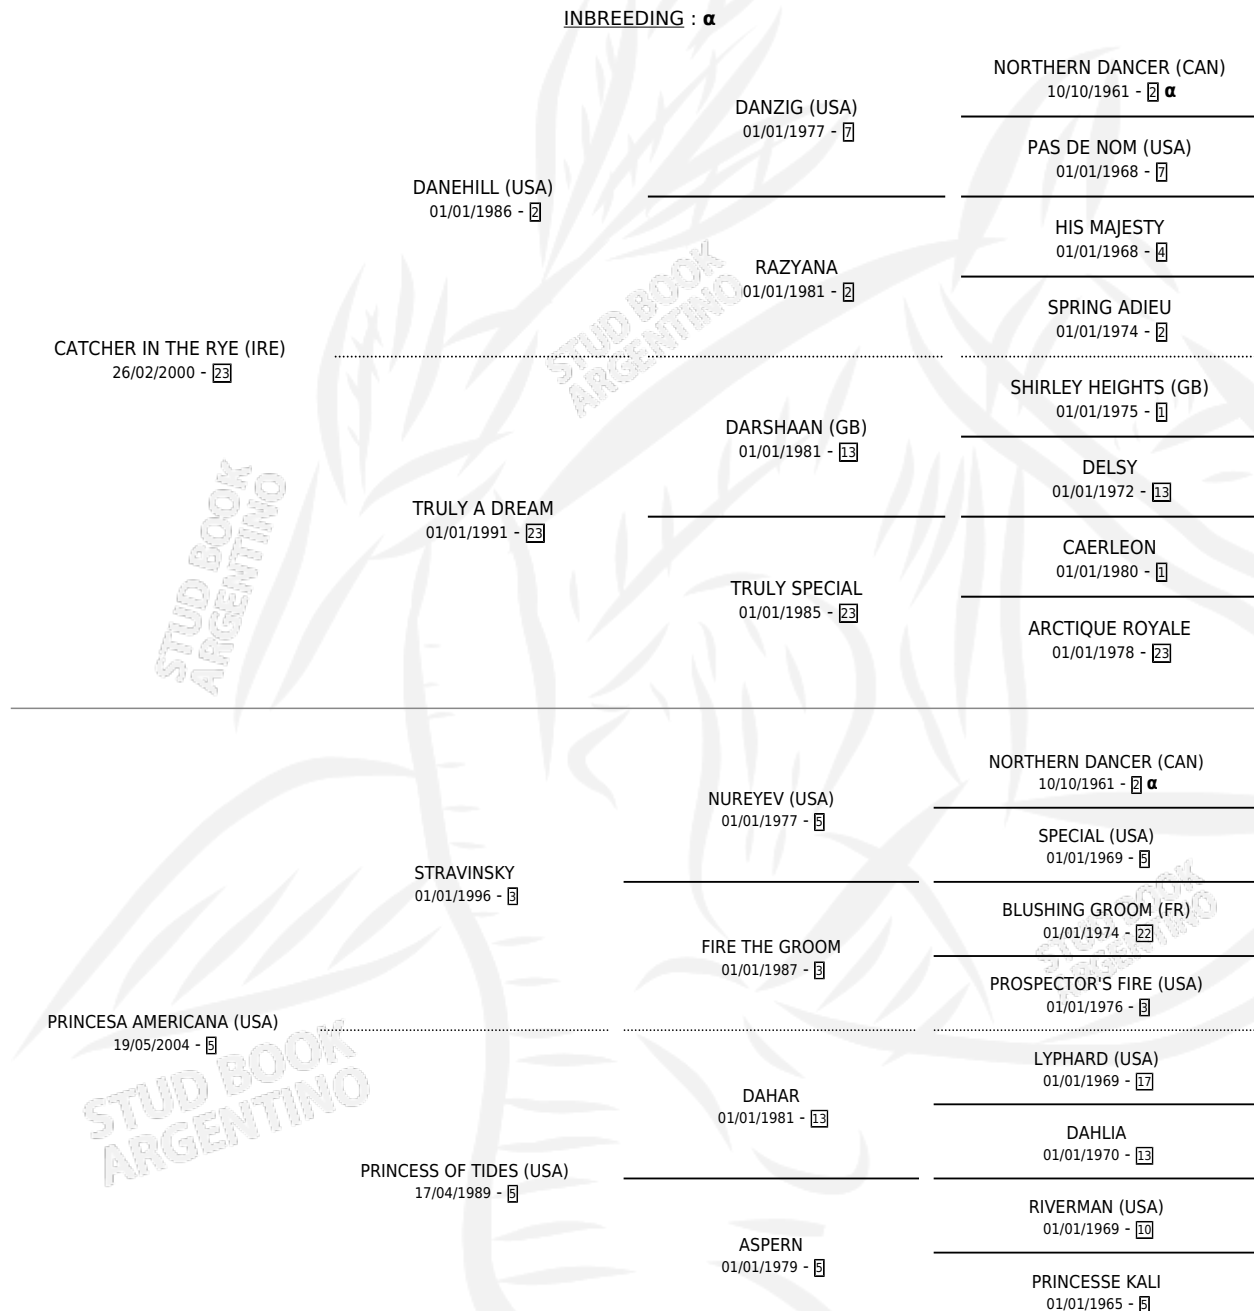 INBREEDING : α
NORTHERN DANCER (CAN)
10/10/1961 - 2 α
DANZIG (USA)
01/01/1977 - 7
PAS DE NOM (USA)
01/01/1968 - 7
DANEHILL (USA)
01/01/1986 - 2
HIS MAJESTY
01/01/1968 - 4
RAZYANA
01/01/1981 - 2
SPRING ADIEU
01/01/1974 - 2
CATCHER IN THE RYE (IRE)
26/02/2000 - 23
SHIRLEY HEIGHTS (GB)
01/01/1975 - 1
DARSHAAN (GB)
01/01/1981 - 13
DELSY
01/01/1972 - 13
TRULY A DREAM
01/01/1991 - 23
CAERLEON
01/01/1980 - 1
TRULY SPECIAL
01/01/1985 - 23
ARCTIQUE ROYALE
01/01/1978 - 23
NORTHERN DANCER (CAN)
10/10/1961 - 2 α
NUREYEV (USA)
01/01/1977 - 5
SPECIAL (USA)
01/01/1969 - 5
STRAVINSKY
01/01/1996 - 3
BLUSHING GROOM (FR)
01/01/1974 - 22
FIRE THE GROOM
01/01/1987 - 3
PROSPECTOR'S FIRE (USA)
01/01/1976 - 3
PRINCESA AMERICANA (USA)
19/05/2004 - 5
LYPHARD (USA)
01/01/1969 - 17
DAHAR
01/01/1981 - 13
DAHLIA
01/01/1970 - 13
PRINCESS OF TIDES (USA)
17/04/1989 - 5
RIVERMAN (USA)
01/01/1969 - 10
ASPERN
01/01/1979 - 5
PRINCESSE KALI
01/01/1965 - 5
STUD BOOK
ARGENTINO
STUD BOOK
ARGENTINO
STUD BOOK
ARGENTINO
STUD BOOK
ARGENTINO